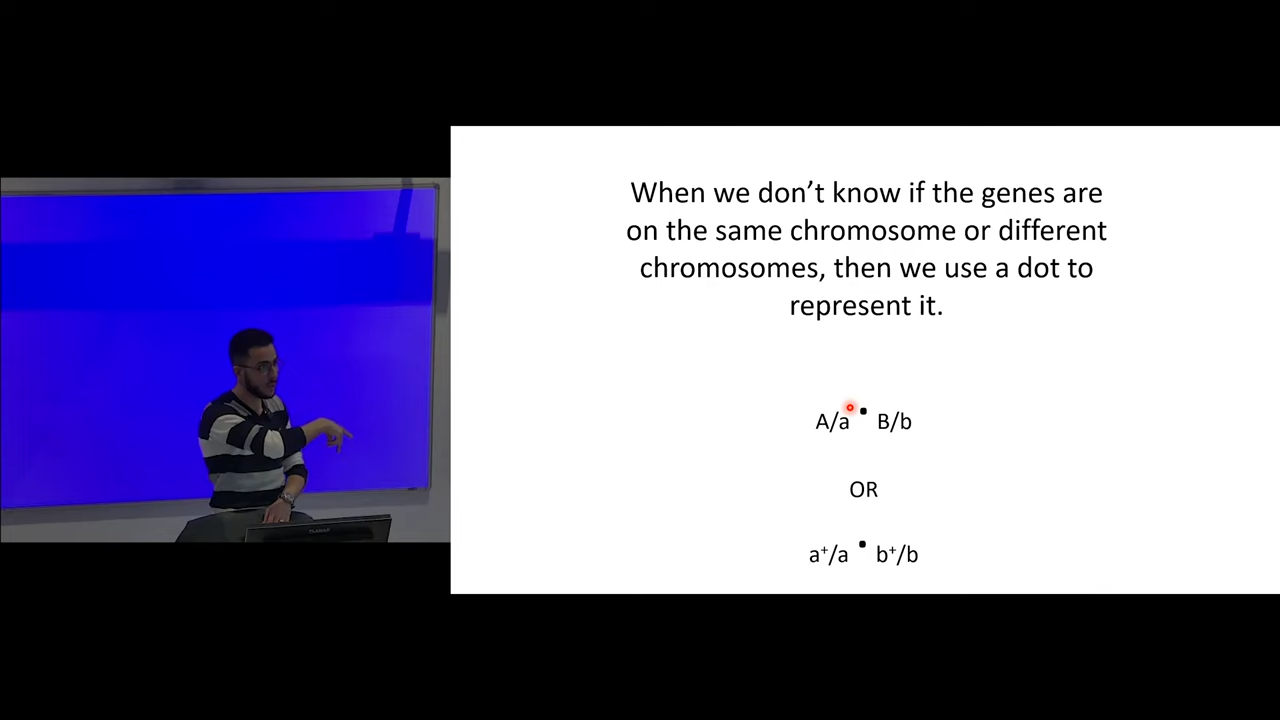 When we don’t know if the genes are
on the same chromosome or different
chromosomes, then we use a dot to
represent it.
A/a • B/b
OR
a⁺/a • b⁺/b